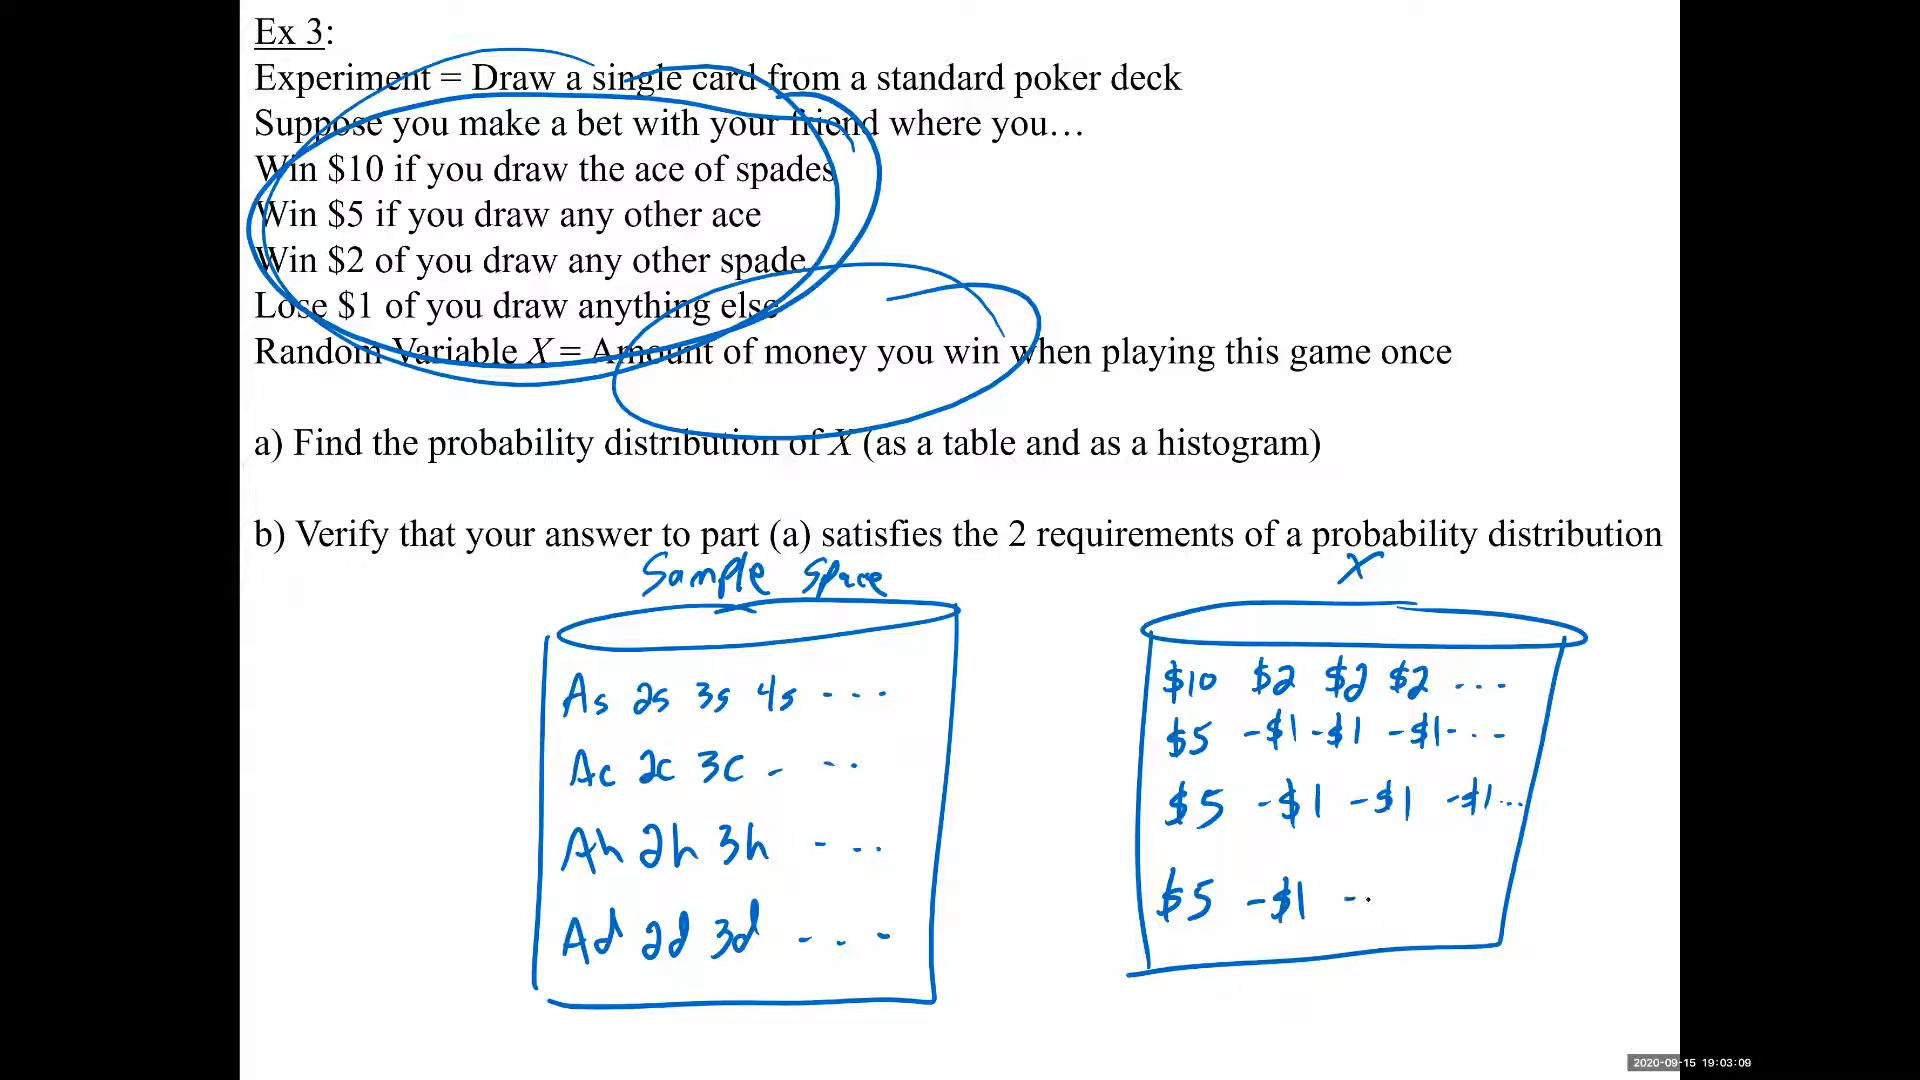 Ex 3:
Experiment = Draw a single card from a standard poker deck
Suppose you make a bet with your friend where you…
Win $10 if you draw the ace of spades
Win $5 if you draw any other ace
Win $2 of you draw any other spade
Lose $1 of you draw anything else
Random Variable X = Amount of money you win when playing this game once
a) Find the probability distribution of X (as a table and as a histogram)
b) Verify that your answer to part (a) satisfies the 2 requirements of a probability distribution
Sample Space
As 2s 3s 4s ...
Ac 2c 3c ...
Ah 2h 3h ...
Ad 2d 3d ...
X
$10 $2 $2 $2 ...
$5 -$1 -$1 -$1 ...
$5 -$1 -$1 -$1 ...
$5 -$1 ..
2020-09-15 19:03:09